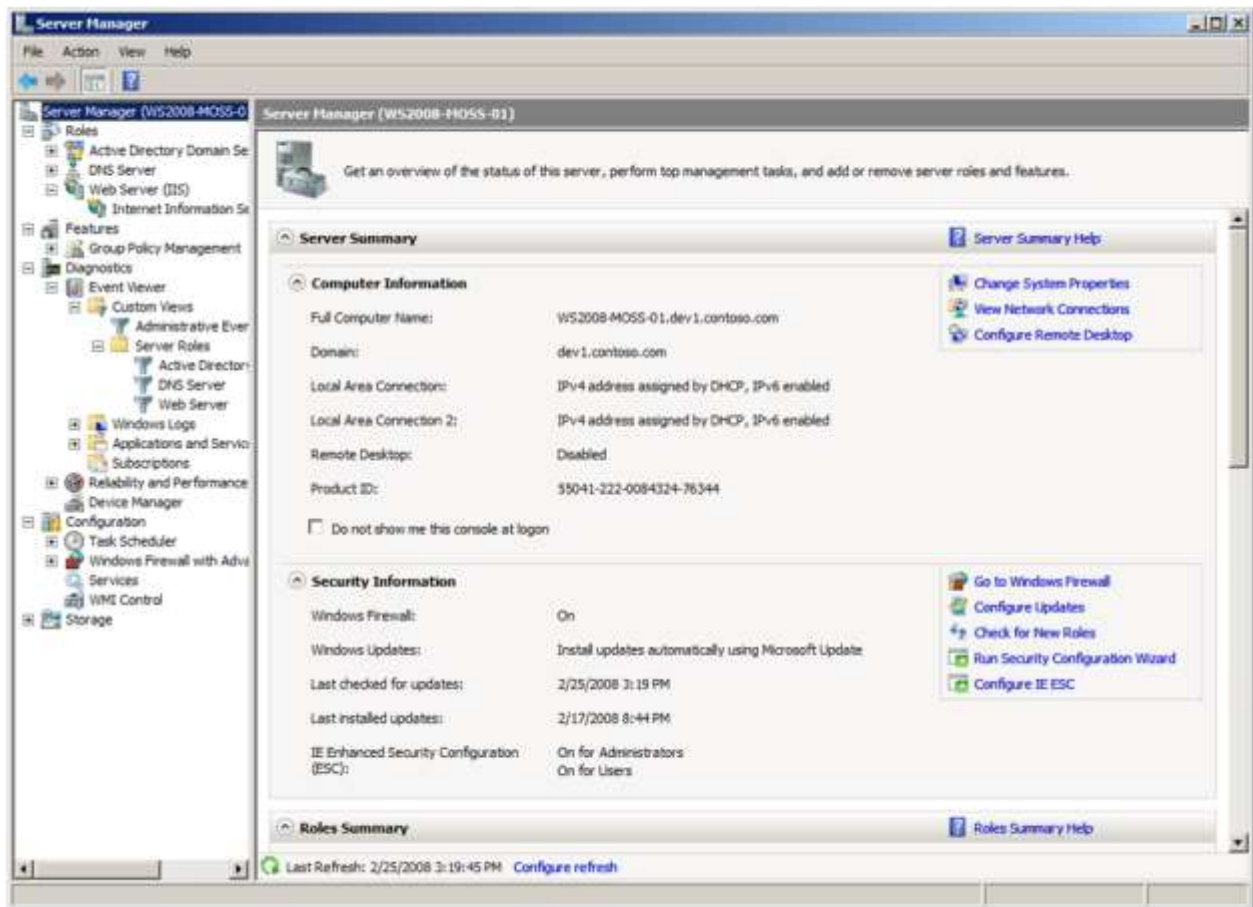 Server Manager
File Action View Help
Server Manager (WS2008-MOSS-0
Roles
Active Directory Domain Se
DNS Server
Web Server (IIS)
Internet Information Se
Features
Group Policy Management
Diagnostics
Event Viewer
Custom Views
Administrative Ever
Server Roles
Active Director
DNS Server
Web Server
Windows Logs
Applications and Servic
Subscriptions
Reliability and Performance
Device Manager
Configuration
Task Scheduler
Windows Firewall with Adva
Services
WMI Control
Storage
Server Manager (WS2008-MOSS-01)
Get an overview of the status of this server, perform top management tasks, and add or remove server roles and features.
Server Summary
Server Summary Help
Computer Information
Full Computer Name: WS2008-MOSS-01.dev1.contoso.com
Domain: dev1.contoso.com
Local Area Connection: IPv4 address assigned by DHCP, IPv6 enabled
Local Area Connection 2: IPv4 address assigned by DHCP, IPv6 enabled
Remote Desktop: Disabled
Product ID: 55041-222-0084324-76344
Do not show me this console at logon
Change System Properties
View Network Connections
Configure Remote Desktop
Security Information
Windows Firewall: On
Windows Updates: Install updates automatically using Microsoft Update
Last checked for updates: 2/25/2008 3:19 PM
Last installed updates: 2/17/2008 8:44 PM
IE Enhanced Security Configuration (ESC): On for Administrators
On for Users
Go to Windows Firewall
Configure Updates
Check for New Roles
Run Security Configuration Wizard
Configure IE ESC
Roles Summary
Roles Summary Help
Last Refresh: 2/25/2008 3:19:45 PM Configure refresh